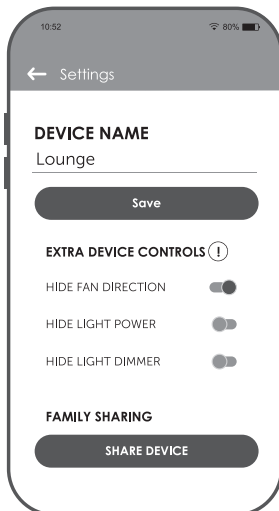 10:52 80%
← Settings
DEVICE NAME
Lounge
Save
EXTRA DEVICE CONTROLS !
HIDE FAN DIRECTION
HIDE LIGHT POWER
HIDE LIGHT DIMMER
FAMILY SHARING
SHARE DEVICE